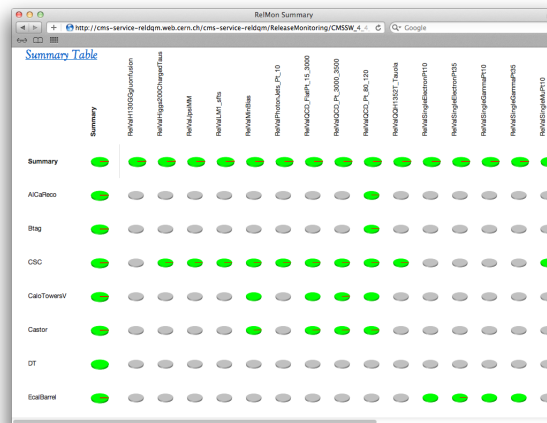 RelMon Summary
http://cms-service-reldqm.web.cern.ch/cms-service-reldqm/ReleaseMonitoring/CMSSW_4_4
Google
Summary Table
Summary
RelValHiggs200ChargedTaus
RelValJpsiMM
RelValLM1_sfts
RelValMinBias
RelValPhotonJets_Pt_10
RelValQCD_FlatPt_15_3000
RelValQCD_Pt_3000_3500
RelValQCD_Pt_80_120
RelValQQH1352T_Tauola
RelValSingleElectronPt10
RelValSingleElectronPt35
RelValSingleGammaPt10
RelValSingleGammaPt35
RelValSingleMuPt10
Summary
AlCaReco
Btag
CSC
CaloTowersV
Castor
DT
EcalBarrel